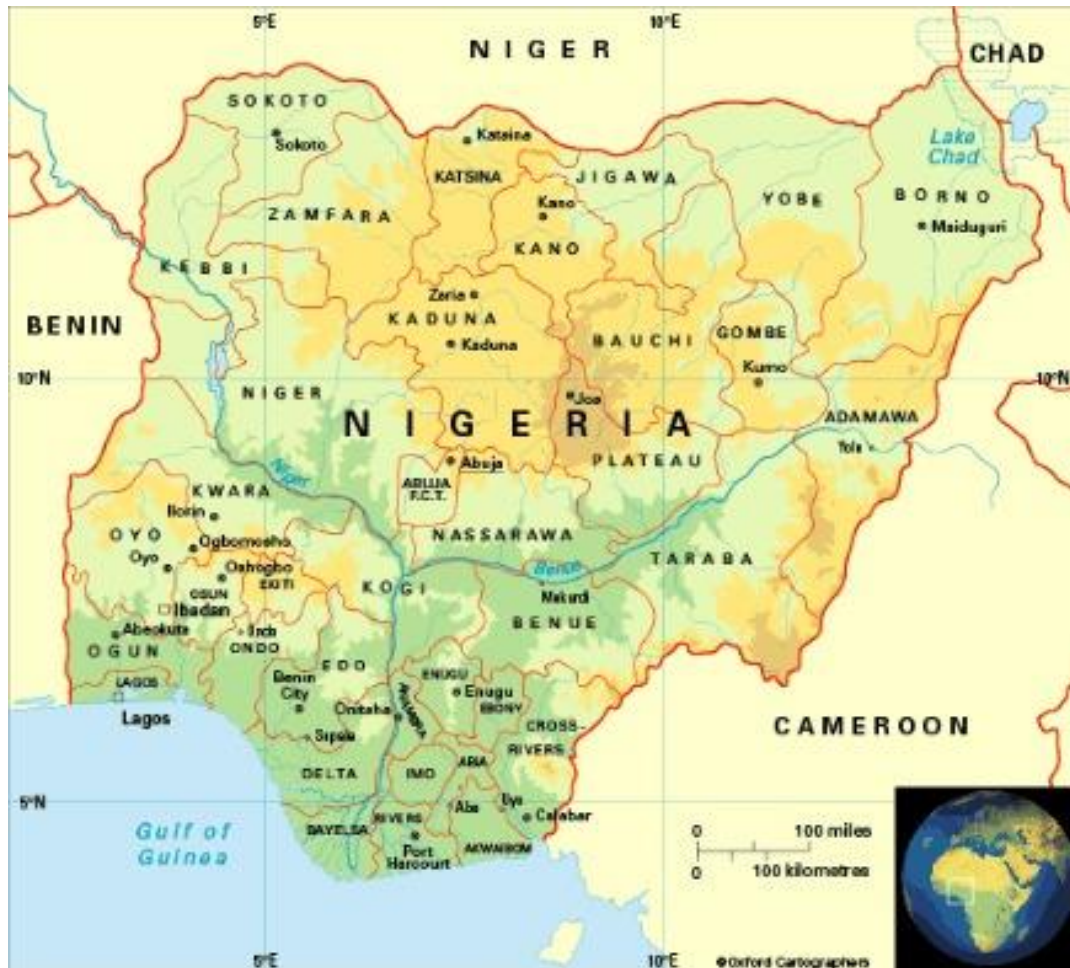 5°E
10°E
NIGER
CHAD
SOKOTO
Sokoto
Katsina
KATSINA
JIGAWA
Lake
Chad
YOBE
BORNO
ZAMFARA
Kano
KANO
Maiduguri
KEBBI
Zaria
KADUNA
Kaduna
BENIN
BAUCHI
GOMBE
Kumo
10°N
10°N
NIGER
Jos
NIGERIA
ADAMAWA
Yola
Abuja
PLATEAU
ABUJA
F.C.T.
Niger
KWARA
Ilorin
NASSARAWA
OYO
Ogbomosho
Oyo
Oshogbo
EKITI
OSUN
KOGI
Benue
TARABA
Makurdi
Ibadan
BENUE
Abeokuta
OGUN
ONDO
EDO
LAGOS
Lagos
Benin
City
ENUGU
Enugu
EBONY
Onitsha
ANAMBRA
CROSS-
RIVERS
Sapele
DELTA
IMO
ABIA
CAMEROON
5°N
Aba
Uyo
Calabar
BAYELSA
RIVERS
Port
Harcourt
AKWAIBOM
Gulf of
Guinea
0 100 miles
0 100 kilometres
5°E
10°E
Oxford Cartographers